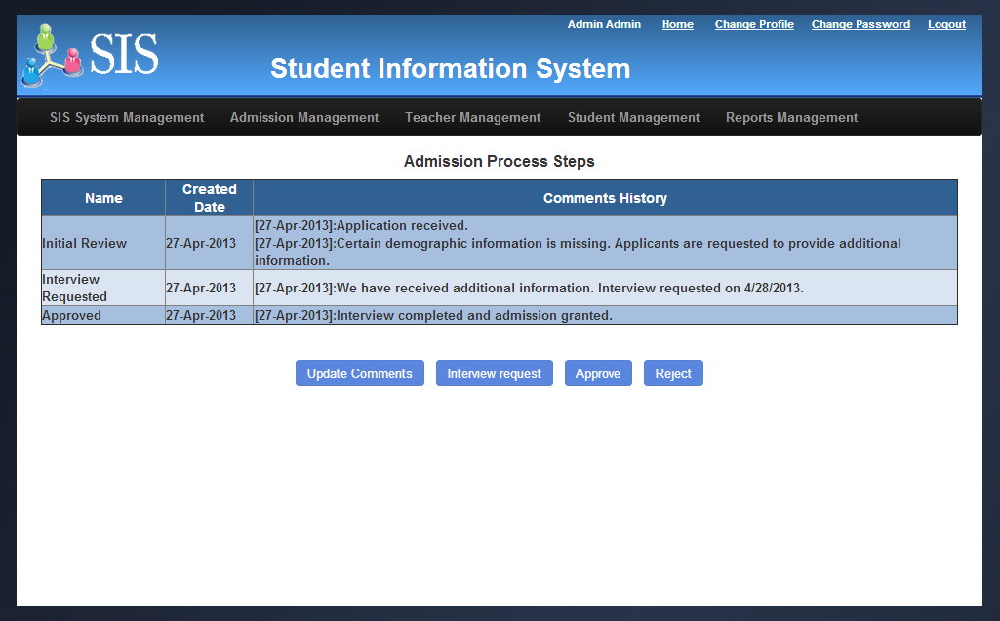 Admin Admin Home Change Profile Change Password Logout
SIS
Student Information System
SIS System Management Admission Management Teacher Management Student Management Reports Management
Admission Process Steps
Name Created Date Comments History
Initial Review 27-Apr-2013 [27-Apr-2013]:Application received.
[27-Apr-2013]:Certain demographic information is missing. Applicants are requested to provide additional
information.
Interview Requested 27-Apr-2013 [27-Apr-2013]:We have received additional information. Interview requested on 4/28/2013.
Approved 27-Apr-2013 [27-Apr-2013]:Interview completed and admission granted.
Update Comments Interview request Approve Reject